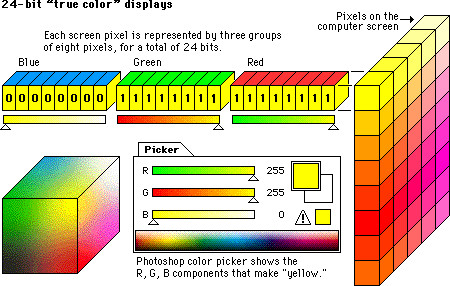 24-bit “true color” displays
Pixels on the
computer screen
Each screen pixel is represented by three groups
of eight pixels, for a total of 24 bits.
Blue Green Red
0 0 0 0 0 0 0 0 1 1 1 1 1 1 1 1 1 1 1 1 1 1 1 1
Picker
R 255
G 255
B 0
Photoshop color picker shows the
R, G, B components that make "yellow."